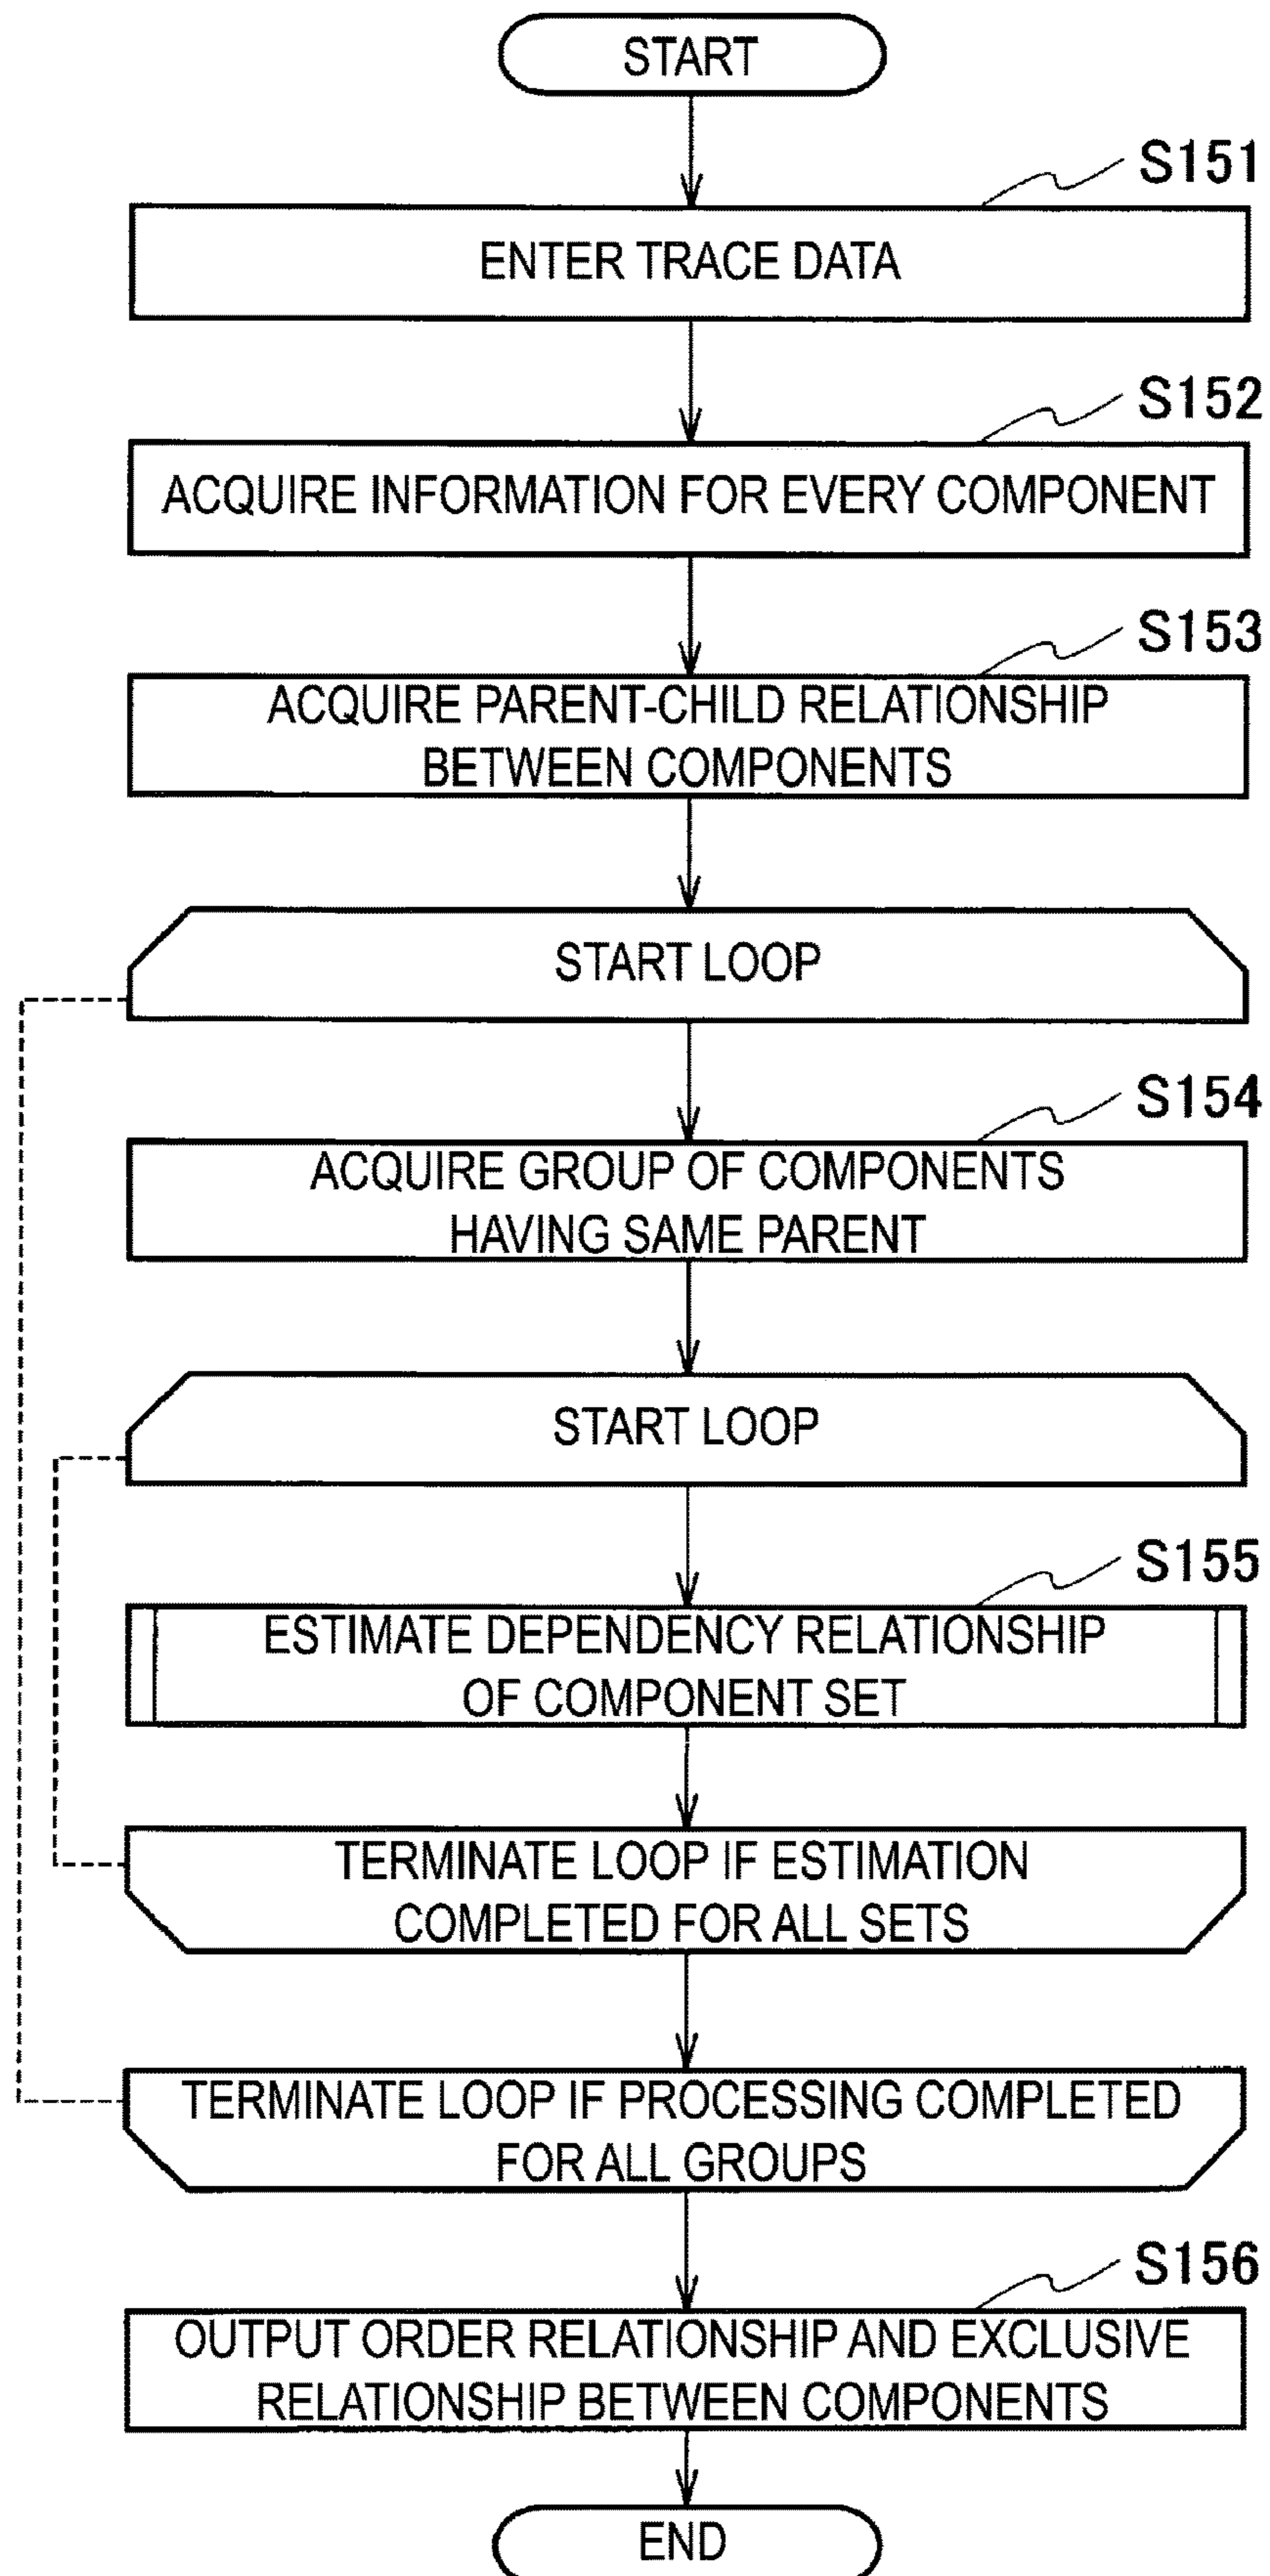 START
S151
ENTER TRACE DATA
S152
ACQUIRE INFORMATION FOR EVERY COMPONENT
S153
ACQUIRE PARENT-CHILD RELATIONSHIP
BETWEEN COMPONENTS
START LOOP
S154
ACQUIRE GROUP OF COMPONENTS
HAVING SAME PARENT
START LOOP
S155
ESTIMATE DEPENDENCY RELATIONSHIP
OF COMPONENT SET
TERMINATE LOOP IF ESTIMATION
COMPLETED FOR ALL SETS
TERMINATE LOOP IF PROCESSING COMPLETED
FOR ALL GROUPS
S156
OUTPUT ORDER RELATIONSHIP AND EXCLUSIVE
RELATIONSHIP BETWEEN COMPONENTS
END